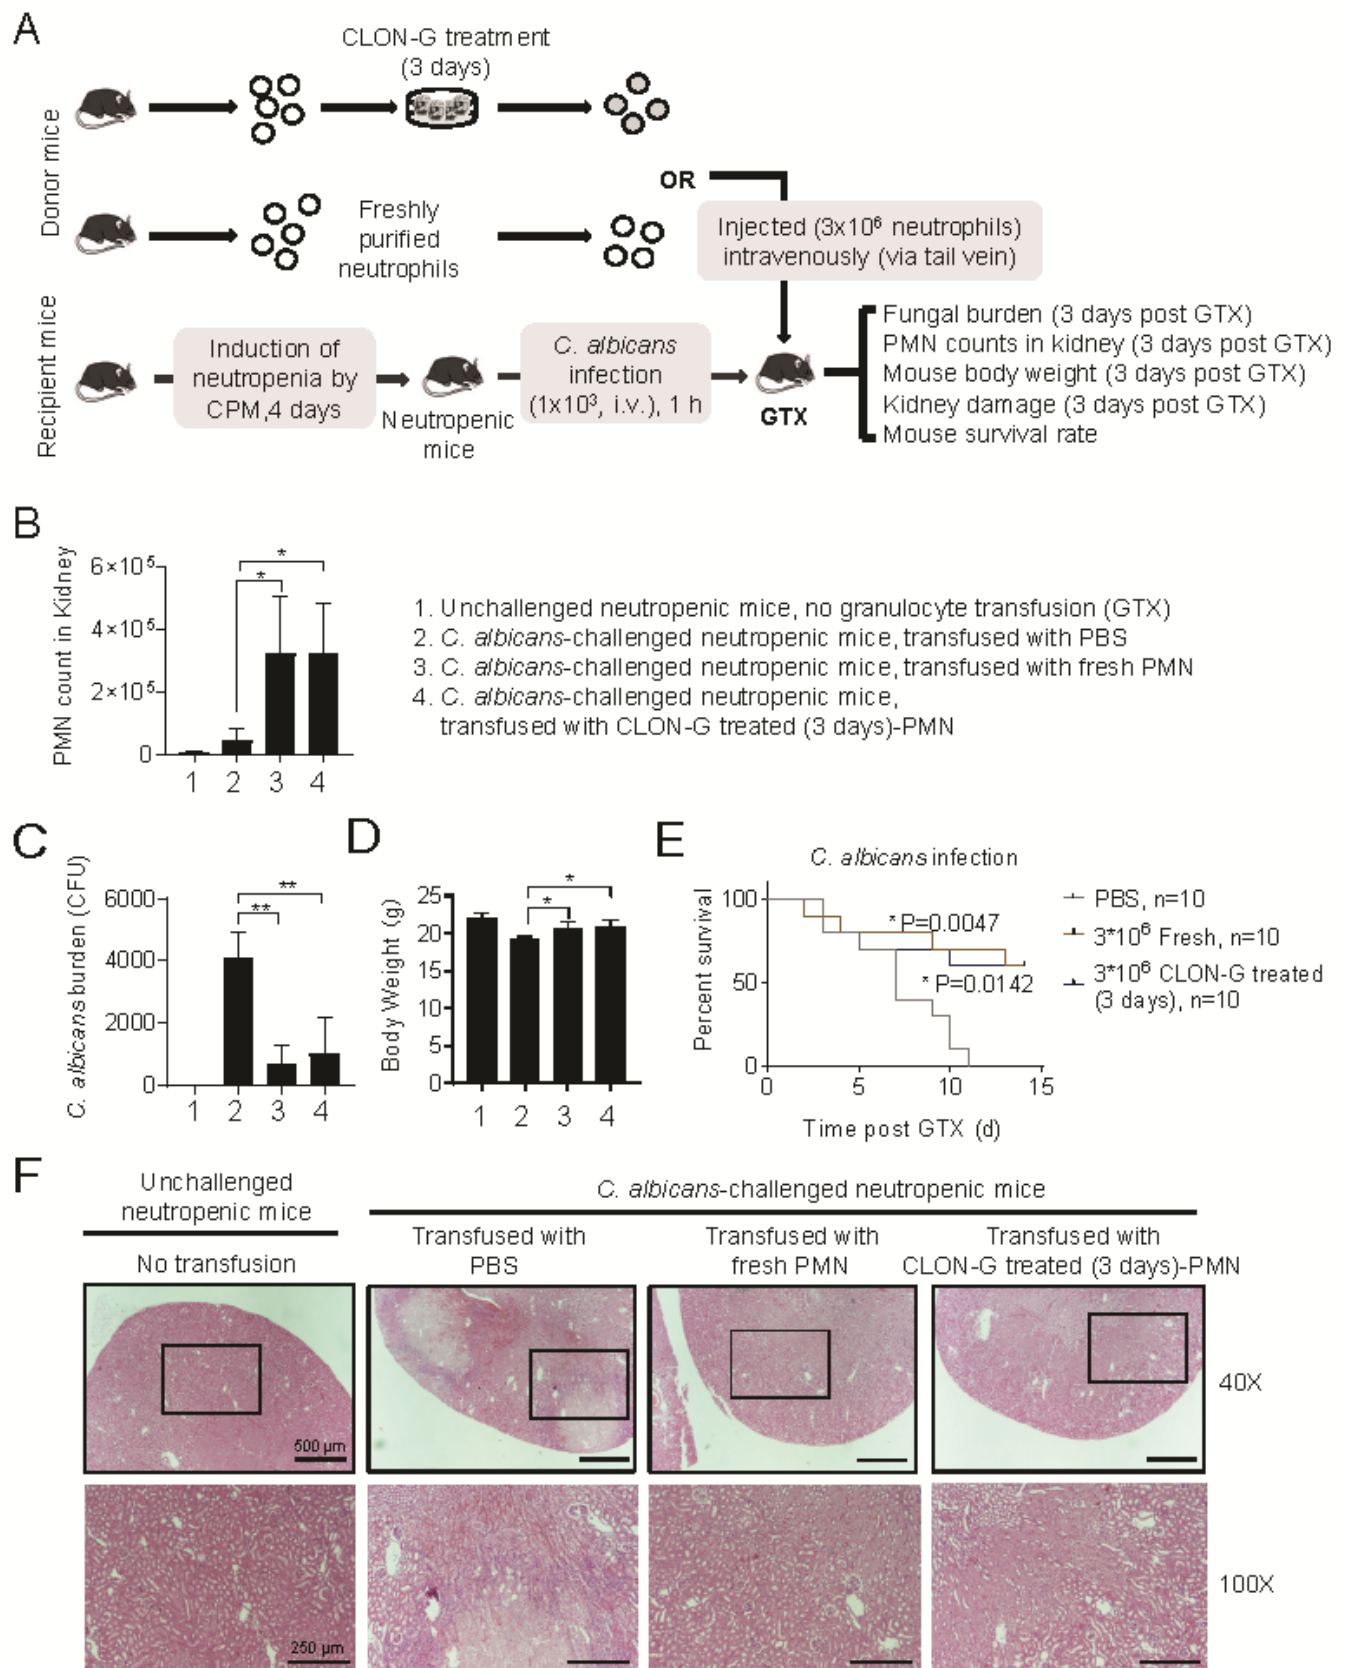 A
CLON-G treatment
(3 days)
Donor mice
OR
Freshly
purified
neutrophils
Injected (3x10⁶ neutrophils)
intravenously (via tail vein)
Recipient mice
Induction of
neutropenia by
CPM,4 days
Neutropenic
mice
C. albicans
infection
(1x10³, i.v.), 1 h
GTX
Fungal burden (3 days post GTX)
PMN counts in kidney (3 days post GTX)
Mouse body weight (3 days post GTX)
Kidney damage (3 days post GTX)
Mouse survival rate
B
PMN count in Kidney
6×10⁵
4×10⁵
2×10⁵
0
*
*
1 2 3 4
1. Unchallenged neutropenic mice, no granulocyte transfusion (GTX)
2. C. albicans-challenged neutropenic mice, transfused with PBS
3. C. albicans-challenged neutropenic mice, transfused with fresh PMN
4. C. albicans-challenged neutropenic mice,
transfused with CLON-G treated (3 days)-PMN
C
C. albicans burden (CFU)
6000
4000
2000
0
**
**
1 2 3 4
D
Body Weight (g)
25
20
15
10
5
0
*
*
1 2 3 4
E
C. albicans infection
Percent survival
100
50
0
* P=0.0047
* P=0.0142
0 5 10 15
Time post GTX (d)
PBS, n=10
3*10⁶ Fresh, n=10
3*10⁶ CLON-G treated
(3 days), n=10
F
Unchallenged
neutropenic mice
C. albicans-challenged neutropenic mice
No transfusion
Transfused with
PBS
Transfused with
fresh PMN
Transfused with
CLON-G treated (3 days)-PMN
500 µm
40X
250 µm
100X